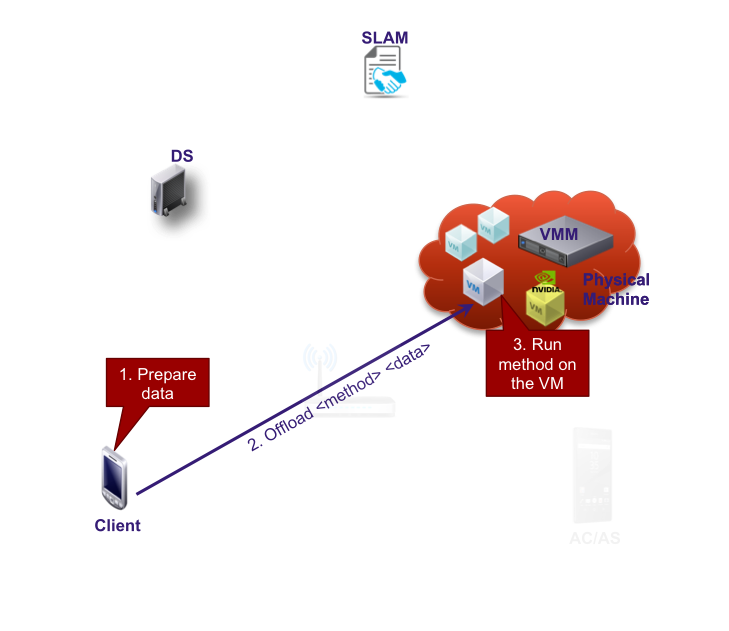 SLAM
DS
VM
VM
VMM
VM
NVIDIA
VM
Physical
Machine
1. Prepare
data
2. Offload <method> <data>
3. Run
method on
the VM
Client
AC/AS